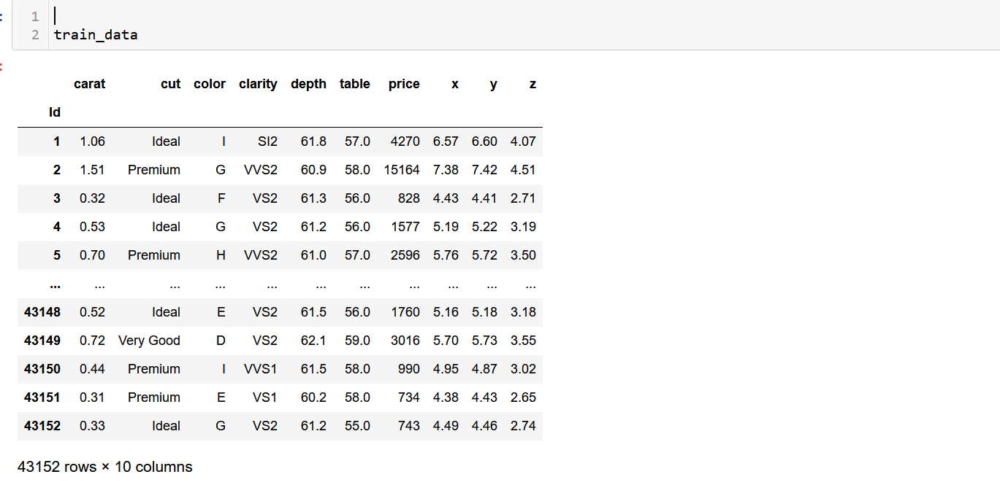 1
2 train_data
carat cut color clarity depth table price x y z
Id
1 1.06 Ideal I SI2 61.8 57.0 4270 6.57 6.60 4.07
2 1.51 Premium G VVS2 60.9 58.0 15164 7.38 7.42 4.51
3 0.32 Ideal F VS2 61.3 56.0 828 4.43 4.41 2.71
4 0.53 Ideal G VS2 61.2 56.0 1577 5.19 5.22 3.19
5 0.70 Premium H VVS2 61.0 57.0 2596 5.76 5.72 3.50
... ... ... ... ... ... ... ... ... ... ...
43148 0.52 Ideal E VS2 61.5 56.0 1760 5.16 5.18 3.18
43149 0.72 Very Good D VS2 62.1 59.0 3016 5.70 5.73 3.55
43150 0.44 Premium I VVS1 61.5 58.0 990 4.95 4.87 3.02
43151 0.31 Premium E VS1 60.2 58.0 734 4.38 4.43 2.65
43152 0.33 Ideal G VS2 61.2 55.0 743 4.49 4.46 2.74
43152 rows × 10 columns